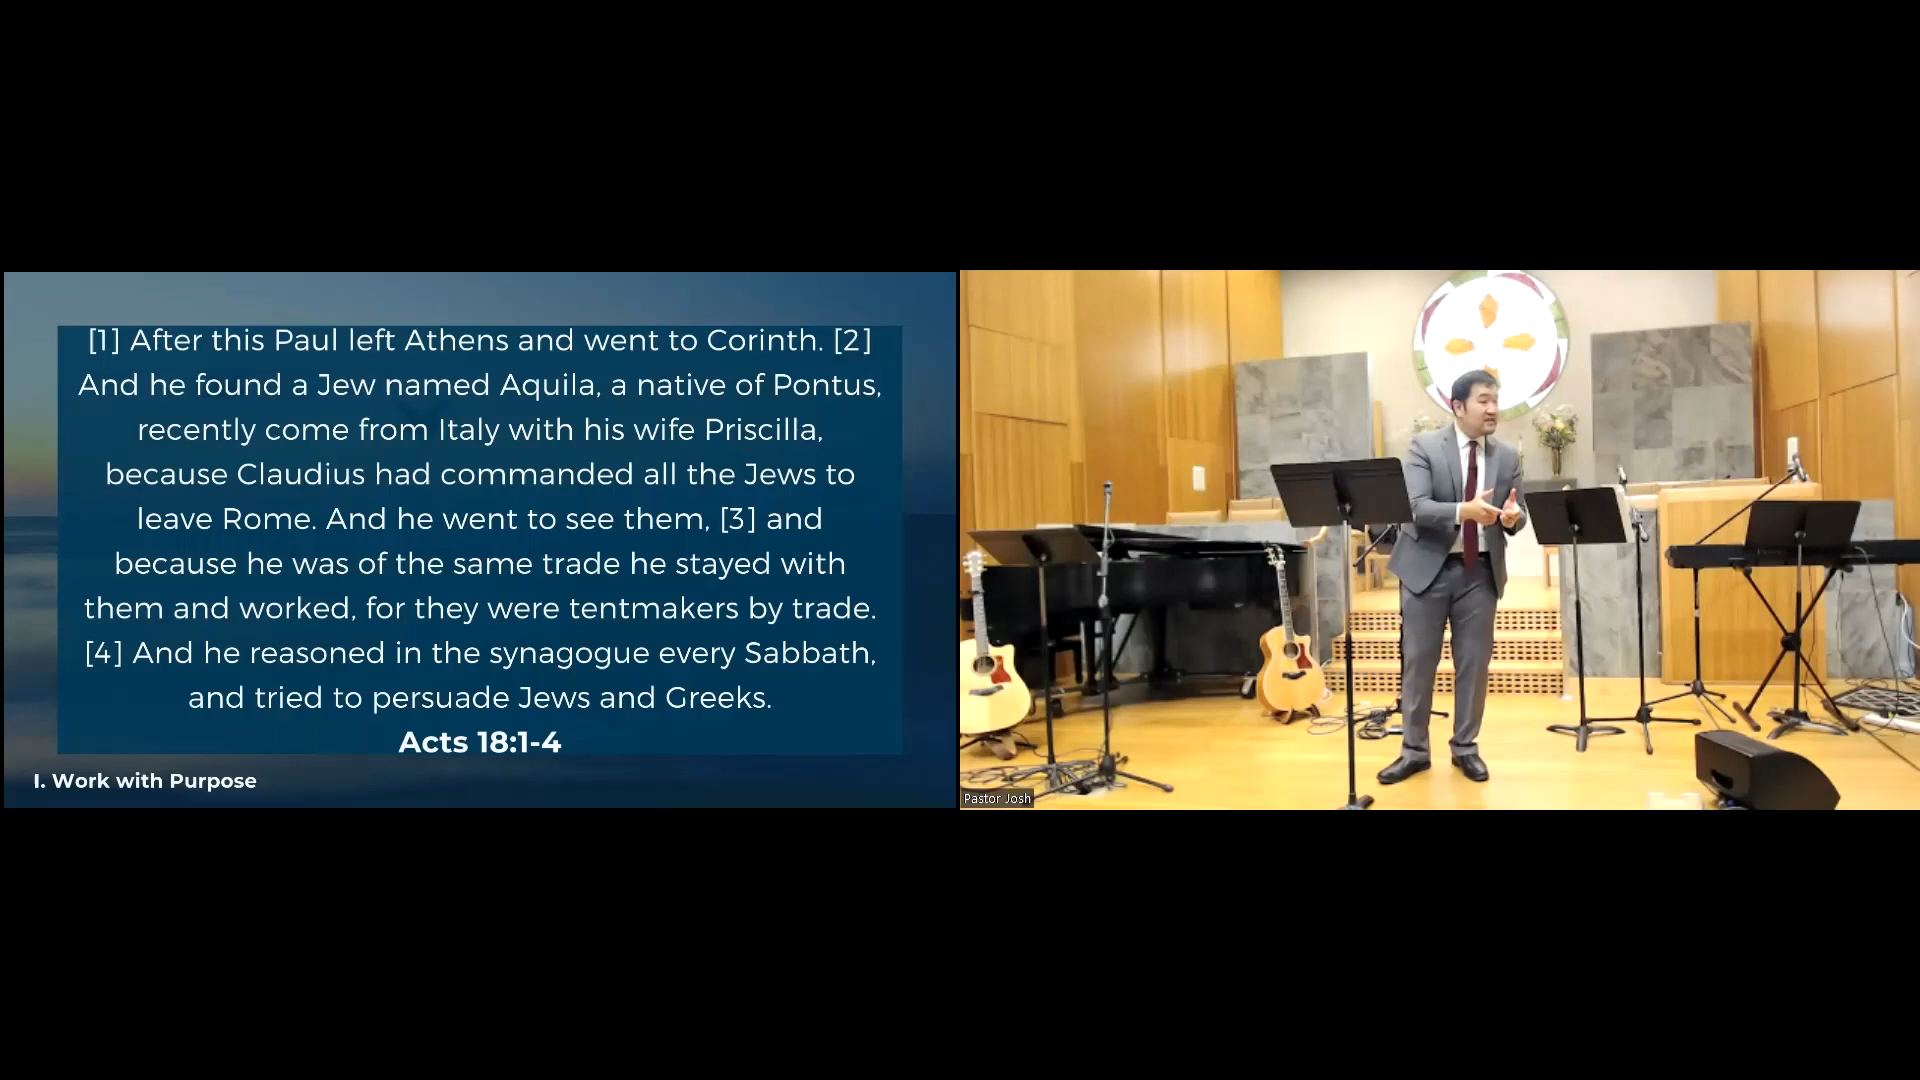 [1] After this Paul left Athens and went to Corinth. [2]
And he found a Jew named Aquila, a native of Pontus,
recently come from Italy with his wife Priscilla,
because Claudius had commanded all the Jews to
leave Rome. And he went to see them, [3] and
because he was of the same trade he stayed with
them and worked, for they were tentmakers by trade.
[4] And he reasoned in the synagogue every Sabbath,
and tried to persuade Jews and Greeks.
Acts 18:1-4
I. Work with Purpose
Pastor Josh